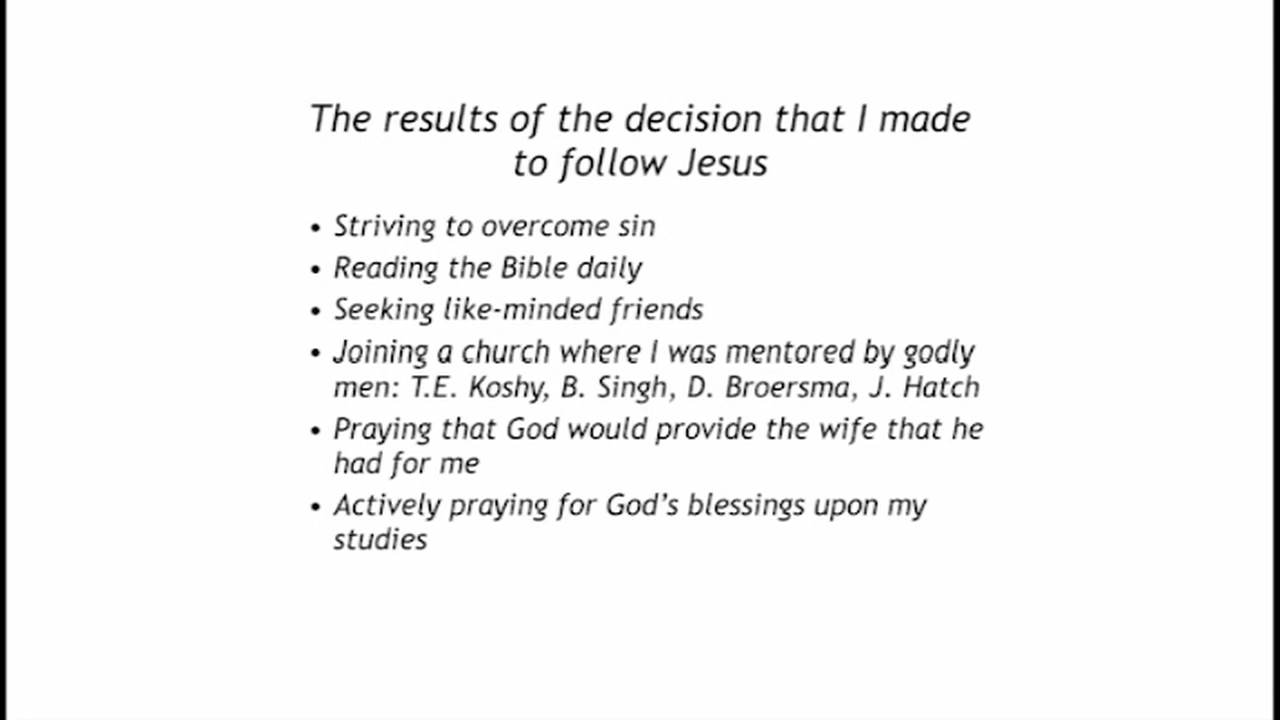 The results of the decision that I made
to follow Jesus
• Striving to overcome sin
• Reading the Bible daily
• Seeking like-minded friends
• Joining a church where I was mentored by godly
men: T.E. Koshy, B. Singh, D. Broersma, J. Hatch
• Praying that God would provide the wife that he
had for me
• Actively praying for God’s blessings upon my
studies